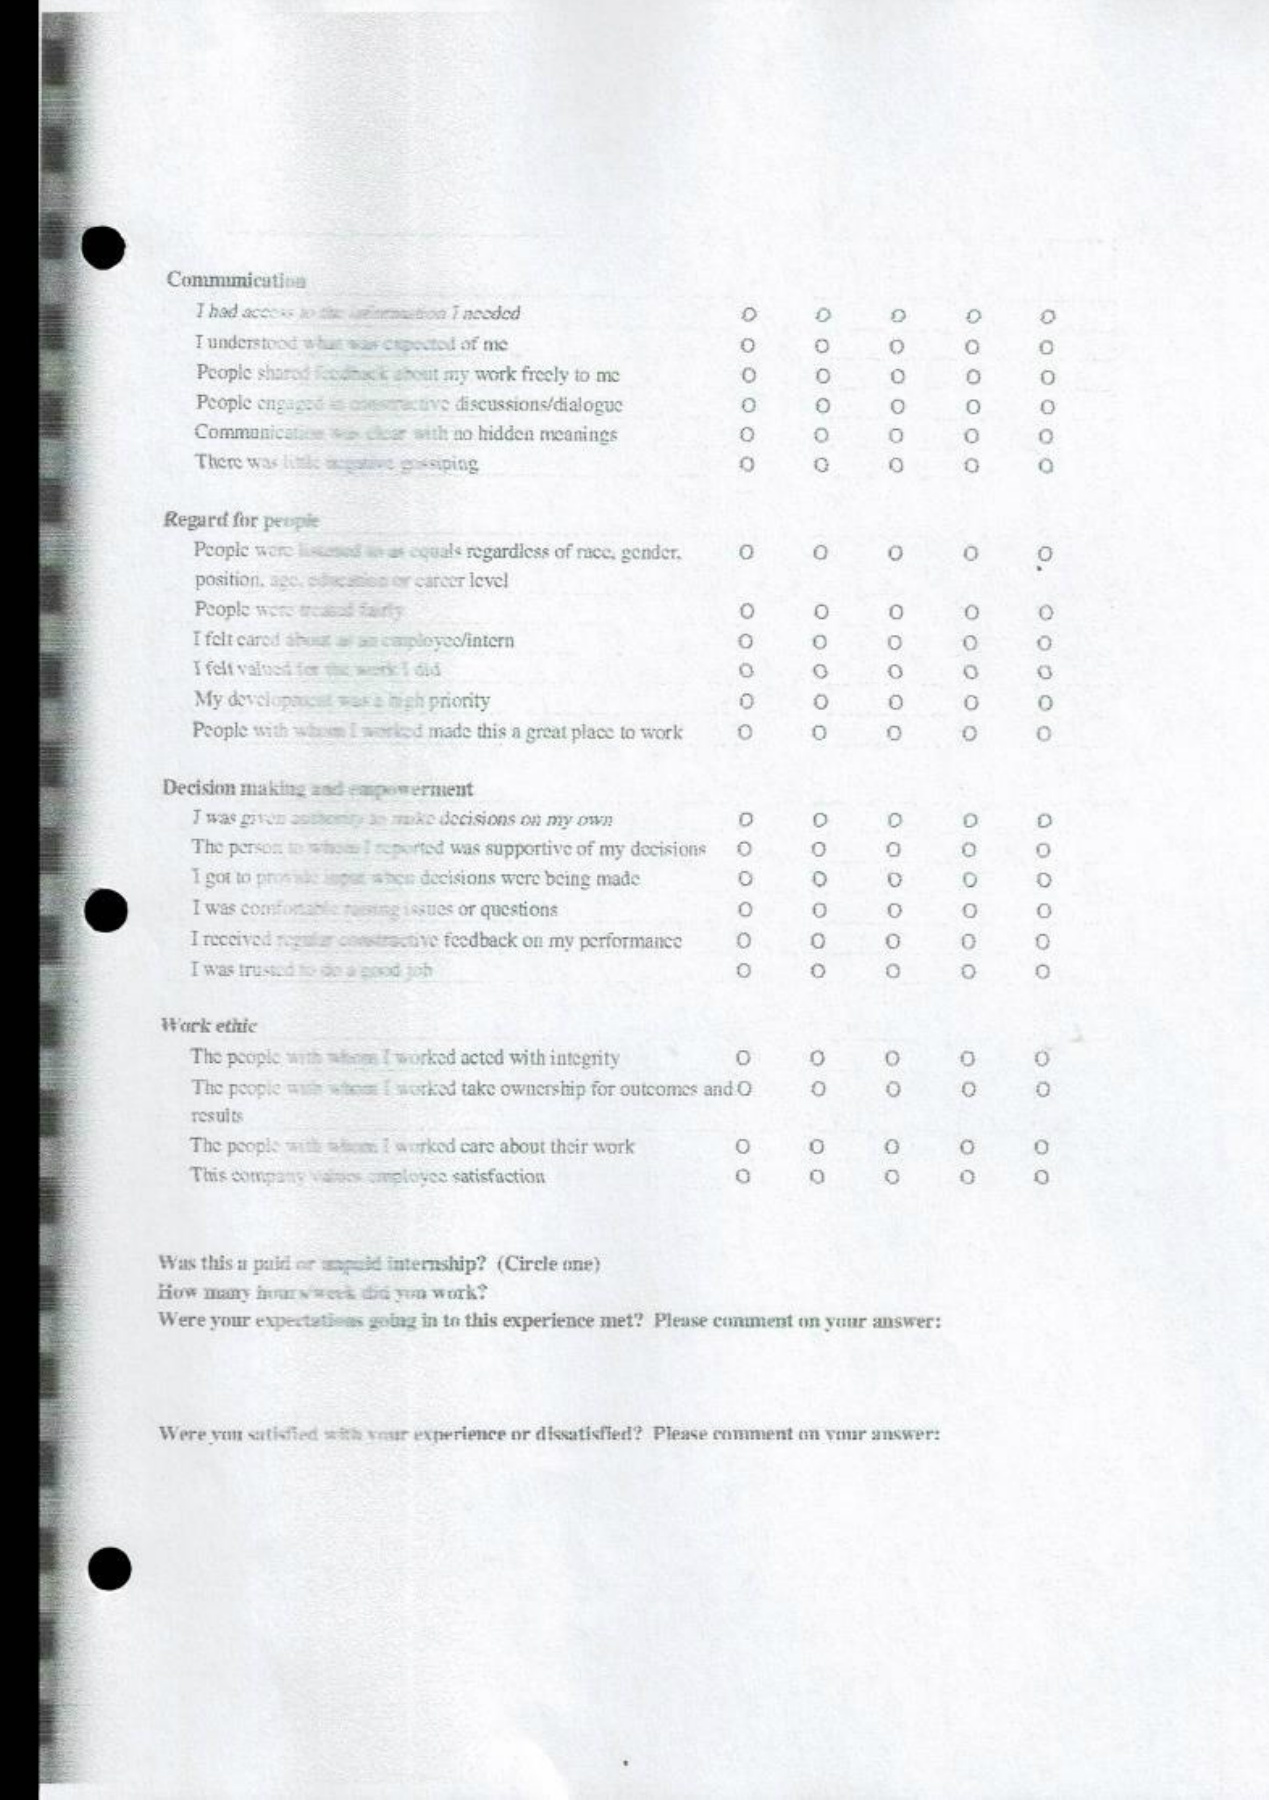 Communication
I had access to the information I needed O O O O O
I understood what was expected of me O O O O O
People shared feedback about my work freely to me O O O O O
People engaged in constructive discussions/dialogue O O O O O
Communication was clear with no hidden meanings O O O O O
There was little negative gossiping O O O O O
Regard for people
People were listened to as equals regardless of race, gender, O O O O O
position, age, education or career level
People were treated fairly O O O O O
I felt cared about as an employee/intern O O O O O
I felt valued for the work I did O O O O O
My development was a high priority O O O O O
People with whom I worked made this a great place to work O O O O O
Decision making and empowerment
I was given authority to make decisions on my own O O O O O
The person to whom I reported was supportive of my decisions O O O O O
I got to provide input when decisions were being made O O O O O
I was comfortable raising issues or questions O O O O O
I received regular constructive feedback on my performance O O O O O
I was trusted to do a good job O O O O O
Work ethic
The people with whom I worked acted with integrity O O O O O
The people with whom I worked take ownership for outcomes and O O O O O
results
The people with whom I worked care about their work O O O O O
This company values employee satisfaction O O O O O
Was this a paid or unpaid internship? (Circle one)
How many hours/week did you work?
Were your expectations going in to this experience met? Please comment on your answer:
Were you satisfied with your experience or dissatisfied? Please comment on your answer: